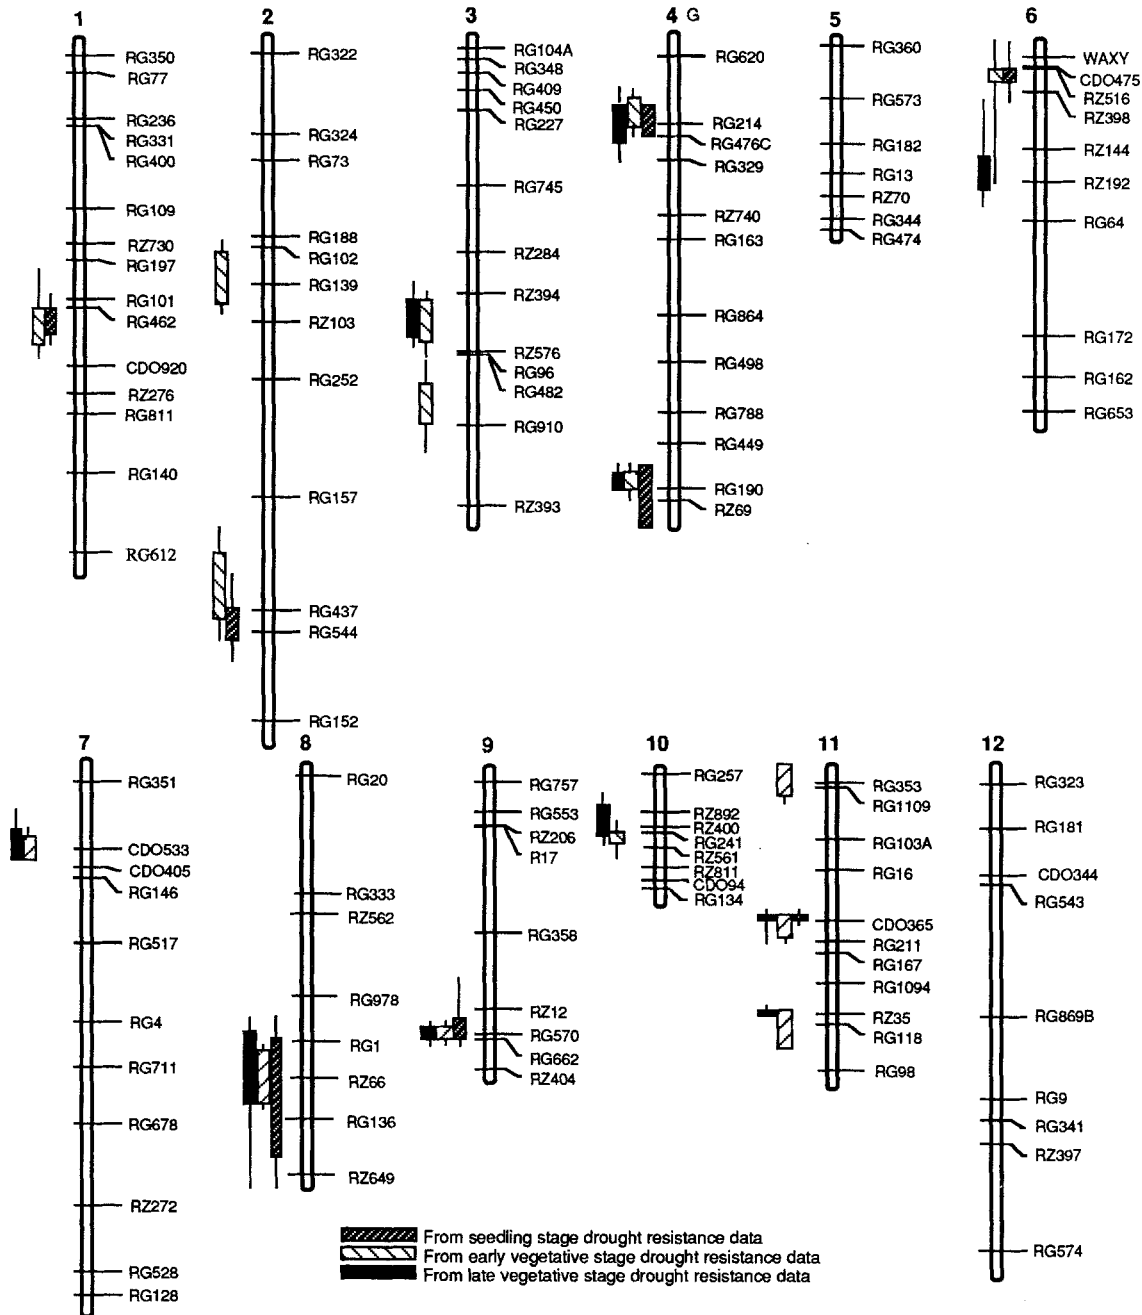 1
RG350
RG77
RG236
RG331
RG400
RG109
RZ730
RG197
RG101
RG462
CDO920
RZ276
RG811
RG140
RG612
2
RG322
RG324
RG73
RG188
RG102
RG139
RZ103
RG252
RG157
RG437
RG544
RG152
3
RG104A
RG348
RG409
RG450
RG227
RG745
RZ284
RZ394
RZ576
RG96
RG482
RG910
RZ393
4 G
RG620
RG214
RG476C
RG329
RZ740
RG163
RG864
RG498
RG788
RG449
RG190
RZ69
5
RG360
RG573
RG182
RG13
RZ70
RG344
RG474
6
WAXY
CDO475
RZ516
RZ398
RZ144
RZ192
RG64
RG172
RG162
RG653
7
RG351
CDO533
CDO405
RG146
RG517
RG4
RG711
RG678
RZ272
RG528
RG128
8
RG20
RG333
RZ562
RG978
RG1
RZ66
RG136
RZ649
9
RG757
RG553
RZ206
R17
RG358
RZ12
RG570
RG662
RZ404
10
RG257
RZ892
RZ400
RG241
RZ561
RZ811
CDO94
RG134
11
RG353
RG1109
RG103A
RG16
CDO365
RG211
RG167
RG1094
RZ35
RG118
RG98
12
RG323
RG181
CDO344
RG543
RG869B
RG9
RG341
RZ397
RG574
From seedling stage drought resistance data
From early vegetative stage drought resistance data
From late vegetative stage drought resistance data